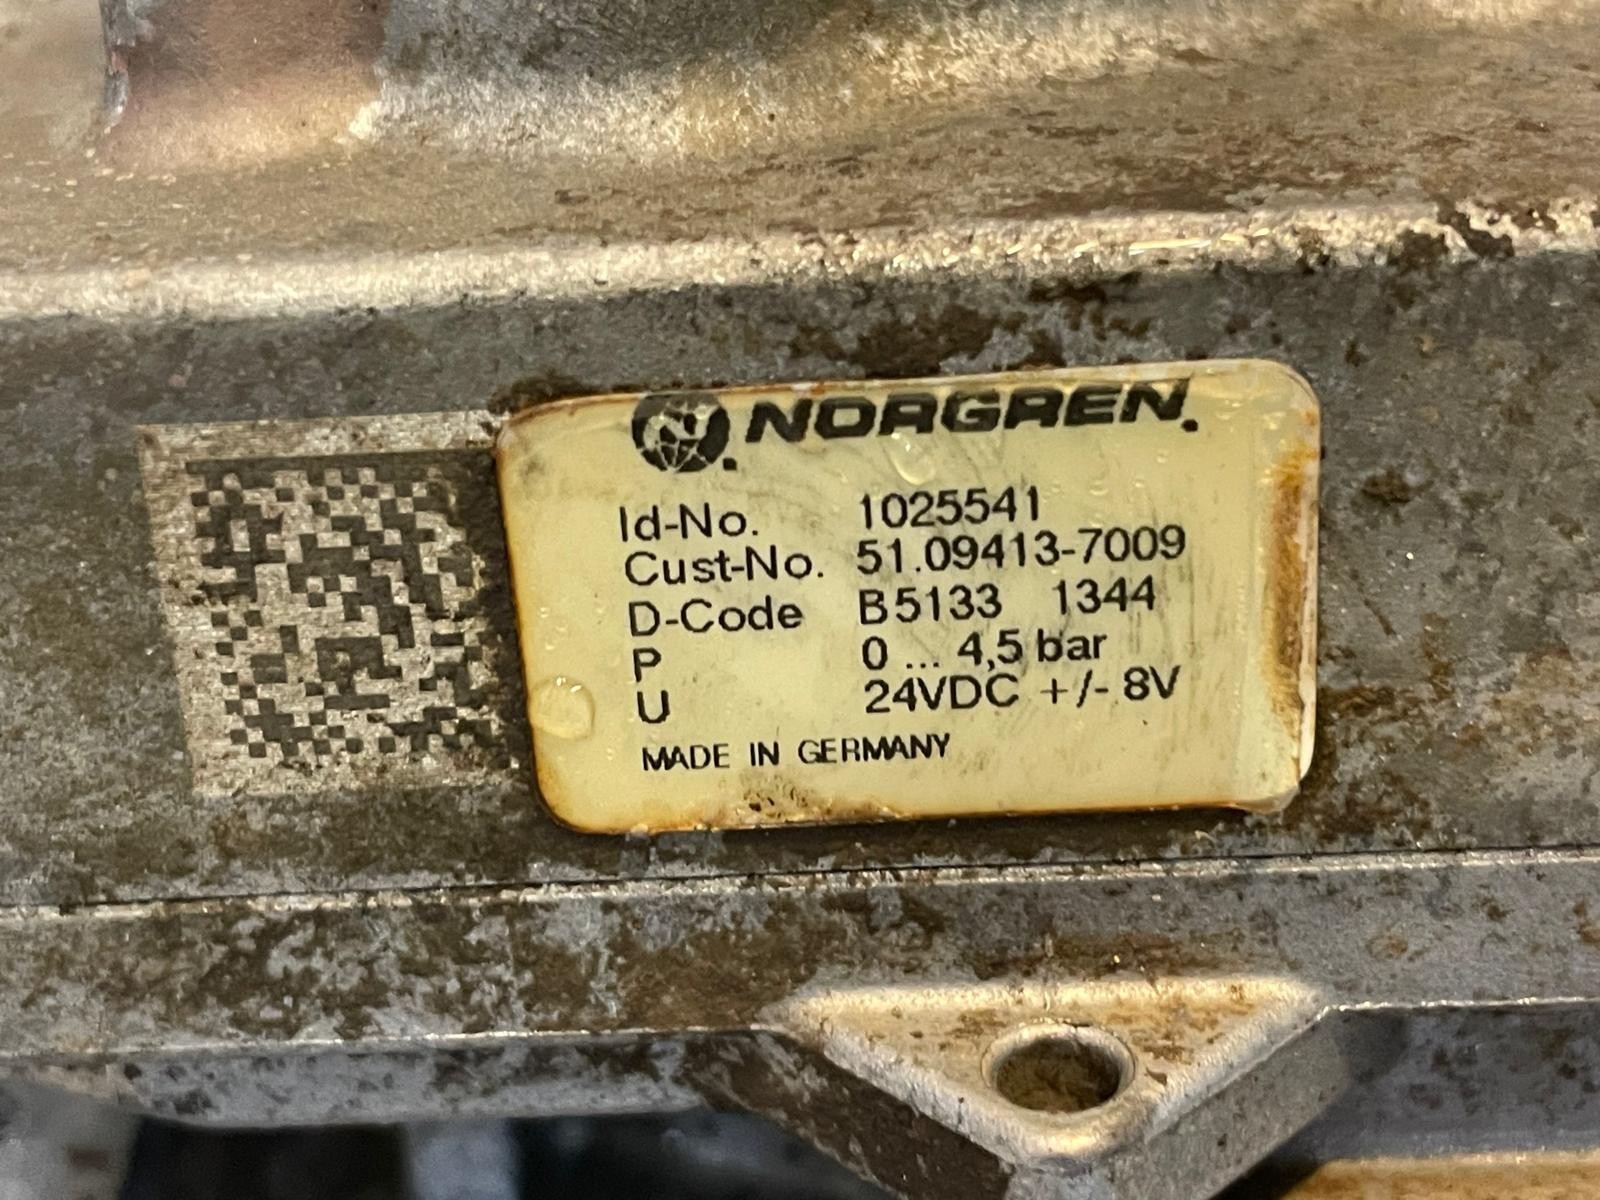 NORGREN.
Id-No. 1025541
Cust-No. 51.09413-7009
D-Code B5133 1344
P 0 ... 4,5 bar
U 24VDC +/- 8V
MADE IN GERMANY